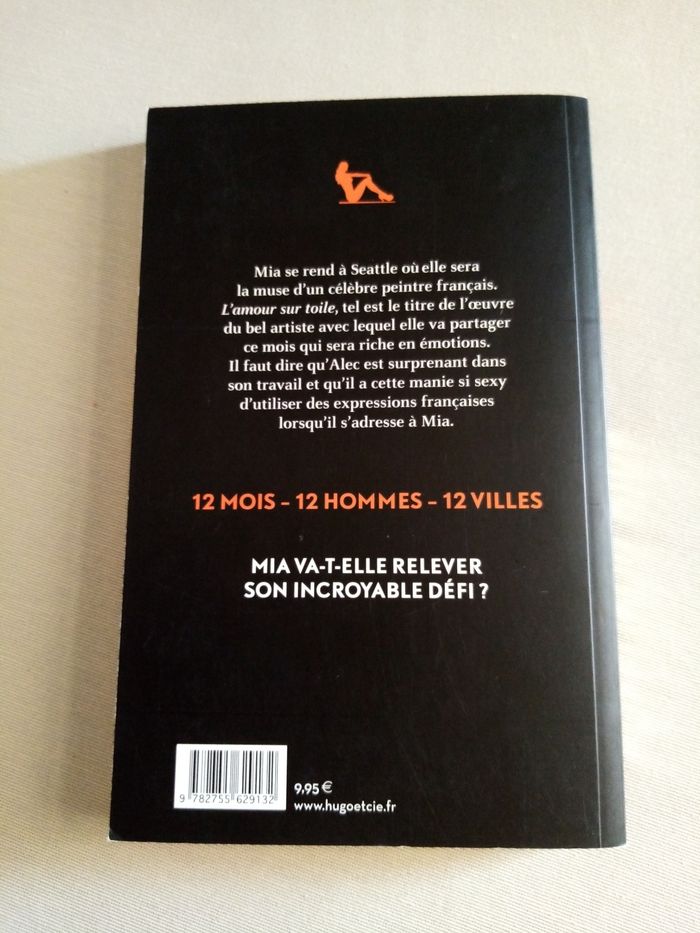 Mia se rend à Seattle où elle sera
la muse d'un célèbre peintre français.
L'amour sur toile, tel est le titre de l'œuvre
du bel artiste avec lequel elle va partager
ce mois qui sera riche en émotions.
Il faut dire qu'Alec est surprenant dans
son travail et qu'il a cette manie si sexy
d'utiliser des expressions françaises
lorsqu'il s'adresse à Mia.
12 MOIS – 12 HOMMES – 12 VILLES
MIA VA-T-ELLE RELEVER
SON INCROYABLE DÉFI ?
9,95 €
9 782755 629132
www.hugoetcie.fr